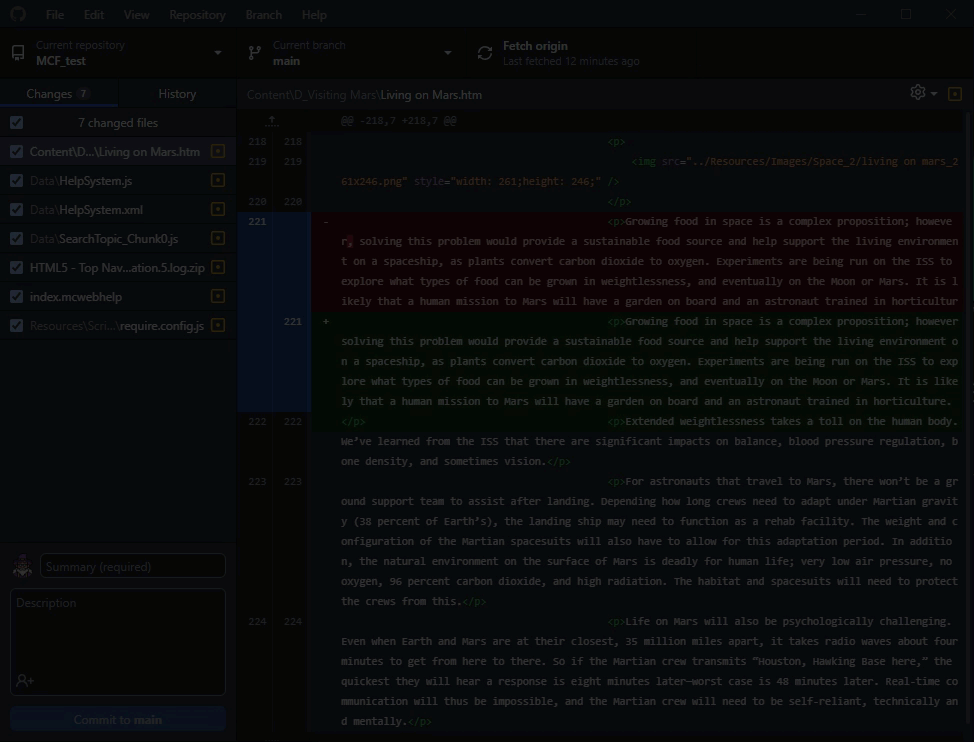 File Edit View Repository Branch Help
Current repository
MCF_test
Current branch
main
Fetch origin
Last fetched 12 minutes ago
Changes 7 History
Content\D_Visiting Mars\Living on Mars.htm
7 changed files
Content\D...\Living on Mars.htm
Data\HelpSystem.js
Data\HelpSystem.xml
Data\SearchTopic_Chunk0.js
HTML5 - Top Nav...ation.5.log.zip
index.mcwebhelp
Resources\Scri...\require.config.js
Summary (required)
Description
Commit to main
@@ -218,7 +218,7 @@
218 218 <p>
219 219 <img src="../Resources/Images/Space_2/living on mars_2
61x246.png" style="width: 261;height: 246;" />
220 220 </p>
221 - <p>Growing food in space is a complex proposition; howeve
r, solving this problem would provide a sustainable food source and help support the living environmen
t on a spaceship, as plants convert carbon dioxide to oxygen. Experiments are being run on the ISS to
explore what types of food can be grown in weightlessness, and eventually on the Moon or Mars. It is l
ikely that a human mission to Mars will have a garden on board and an astronaut trained in horticultur
221 + <p>Growing food in space is a complex proposition; however
solving this problem would provide a sustainable food source and help support the living environment o
n a spaceship, as plants convert carbon dioxide to oxygen. Experiments are being run on the ISS to exp
lore what types of food can be grown in weightlessness, and eventually on the Moon or Mars. It is like
ly that a human mission to Mars will have a garden on board and an astronaut trained in horticulture.
</p>
222 222 <p>Extended weightlessness takes a toll on the human body.
We’ve learned from the ISS that there are significant impacts on balance, blood pressure regulation, b
one density, and sometimes vision.</p>
223 223 <p>For astronauts that travel to Mars, there won’t be a gr
ound support team to assist after landing. Depending how long crews need to adapt under Martian gravit
y (38 percent of Earth’s), the landing ship may need to function as a rehab facility. The weight and c
onfiguration of the Martian spacesuits will also have to allow for this adaptation period. In additio
n, the natural environment on the surface of Mars is deadly for human life; very low air pressure, no
oxygen, 96 percent carbon dioxide, and high radiation. The habitat and spacesuits will need to protect
the crews from this.</p>
224 224 <p>Life on Mars will also be psychologically challenging.
Even when Earth and Mars are at their closest, 35 million miles apart, it takes radio waves about four
minutes to get from here to there. So if the Martian crew transmits “Houston, Hawking Base here,” the
quickest they will hear a response is eight minutes later—worst case is 48 minutes later. Real-time co
mmunication will thus be impossible, and the Martian crew will need to be self-reliant, technically an
d mentally.</p>